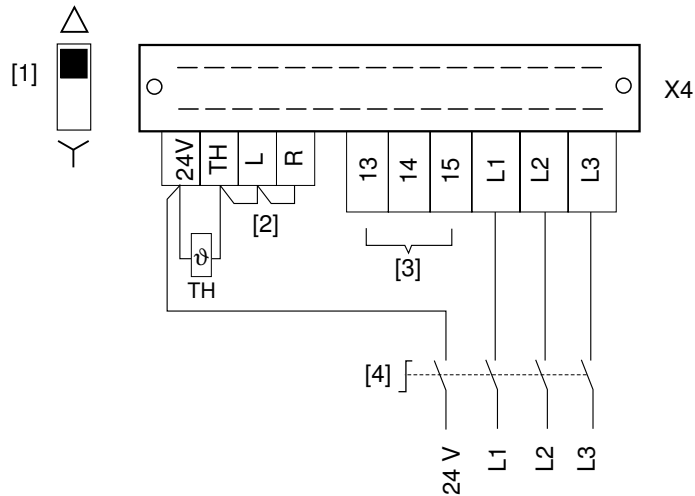 [1]
X4
24V TH L R 13 14 15 L1 L2 L3
[2]
[3]
ϑ
TH
[4]
24 V L1 L2 L3